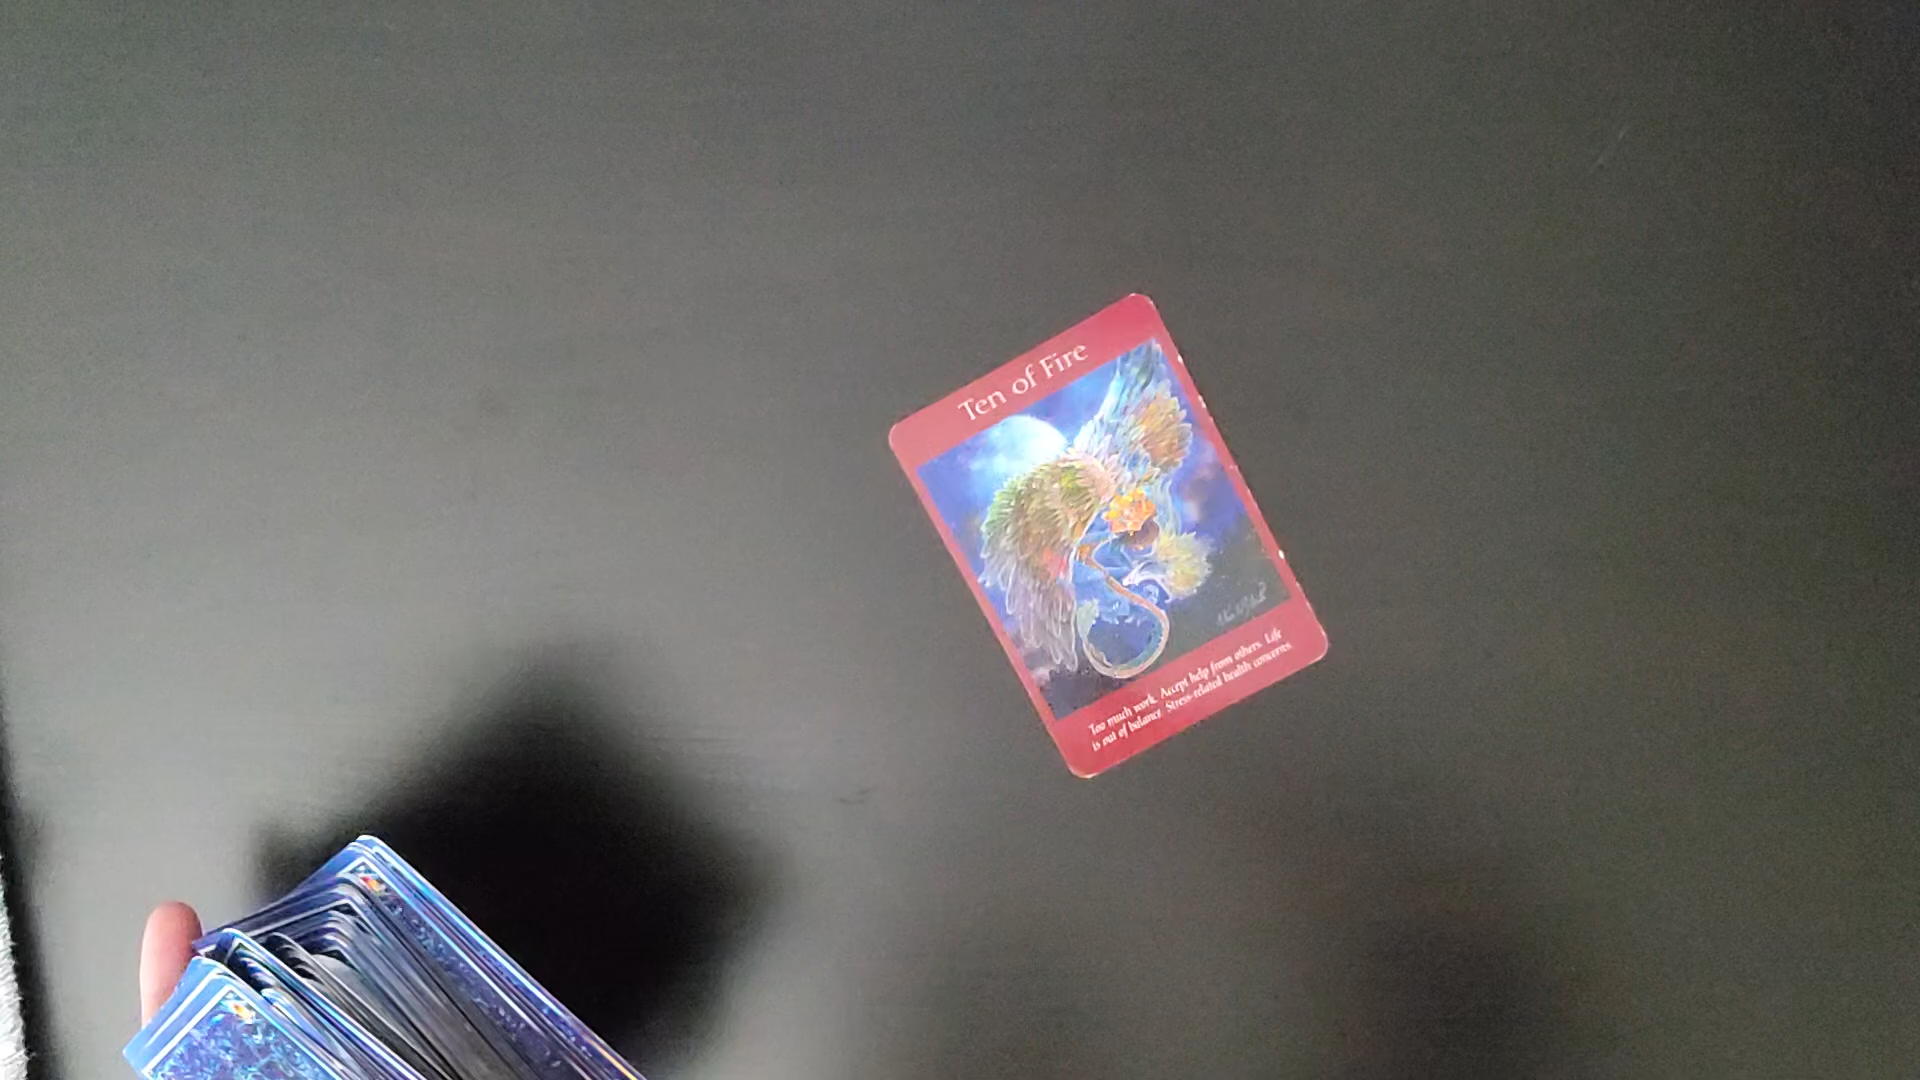 Ten of Fire
Too much work. Accept help from others. Life
is out of balance. Stress-related health concerns.